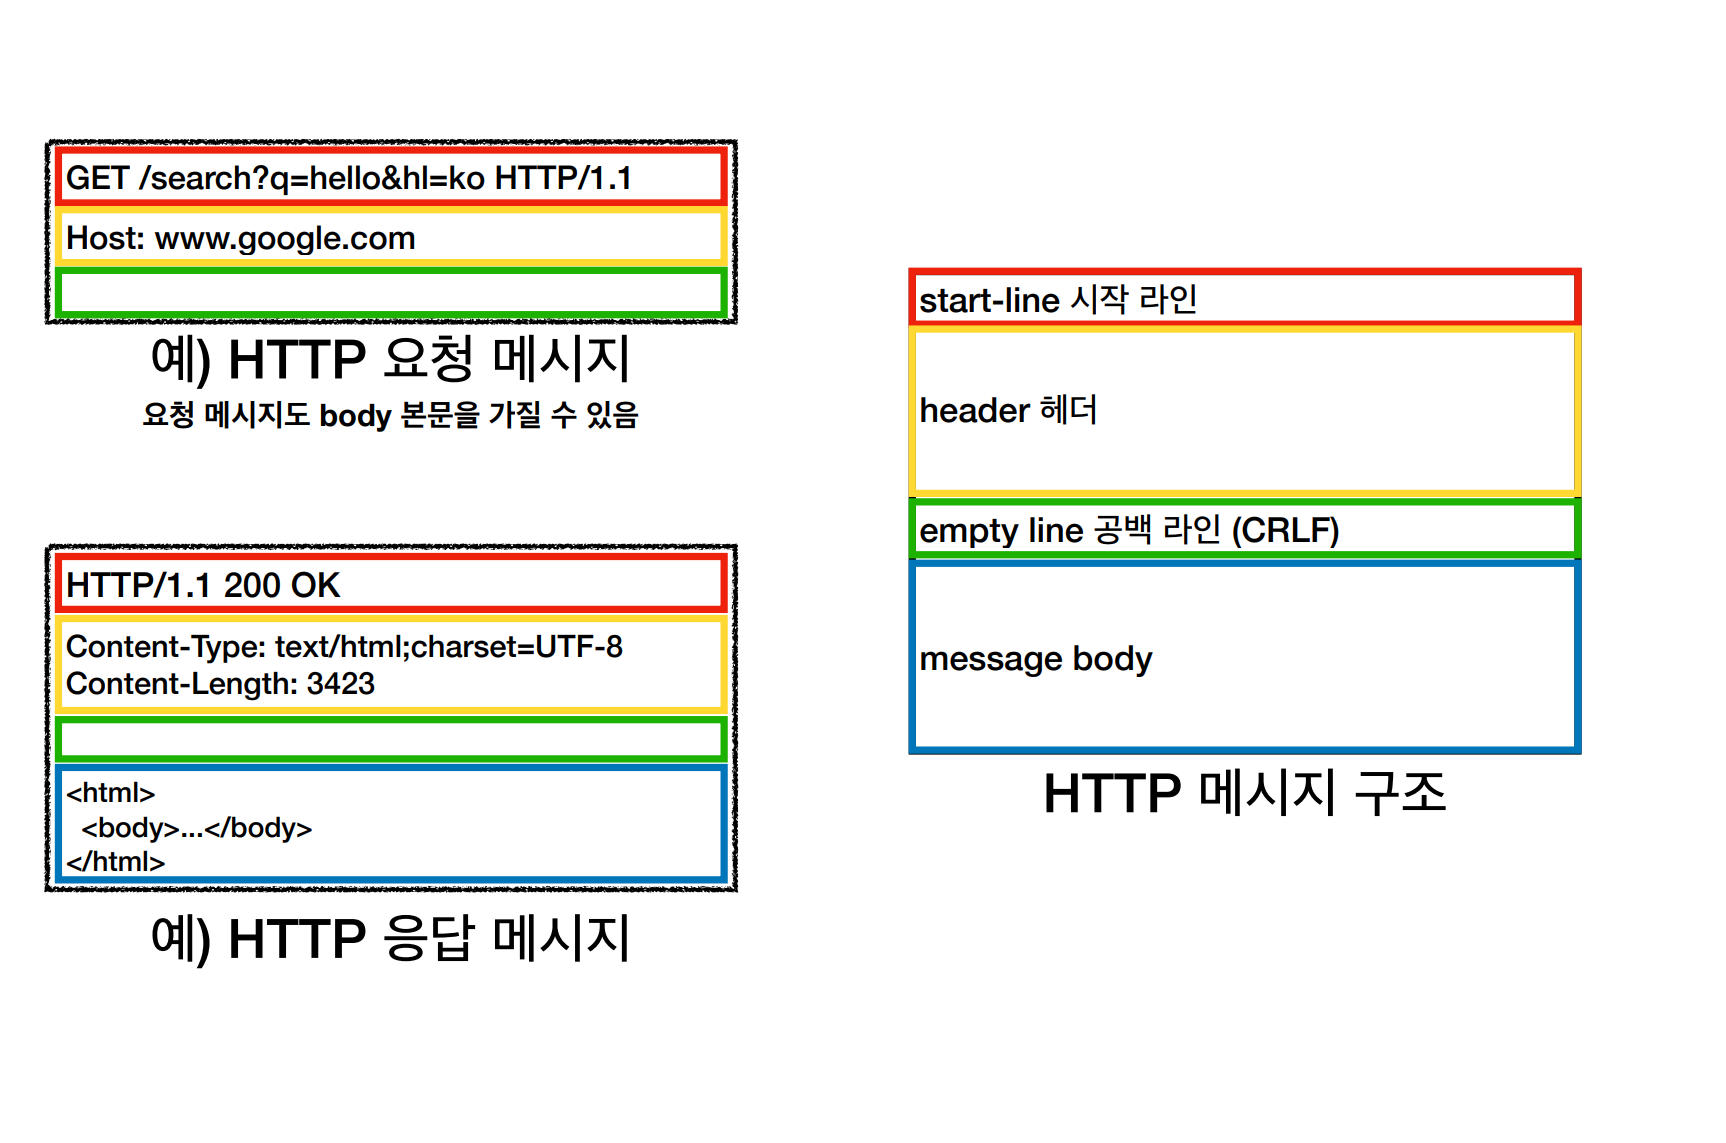 GET /search?q=hello&hl=ko HTTP/1.1
Host: www.google.com
예) HTTP 요청 메시지
요청 메시지도 body 본문을 가질 수 있음
HTTP/1.1 200 OK
Content-Type: text/html;charset=UTF-8
Content-Length: 3423
<html>
  <body>...</body>
</html>
예) HTTP 응답 메시지
start-line 시작 라인
header 헤더
empty line 공백 라인 (CRLF)
message body
HTTP 메시지 구조